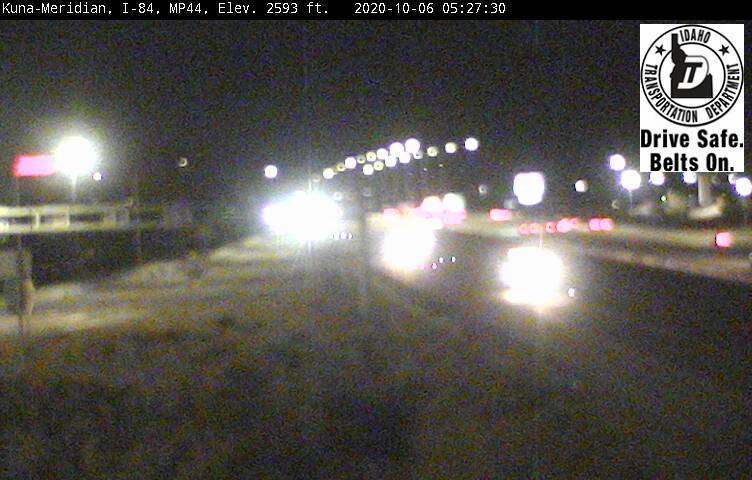 Kuna-Meridian, I-84, MP44, Elev. 2593 ft.   2020-10-06 05:27:30
IDAHO
TRANSPORTATION DEPARTMENT
Drive Safe.
Belts On.